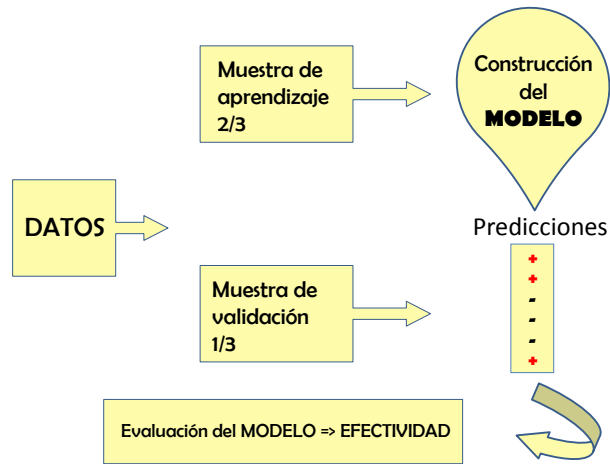 Muestra de
aprendizaje
2/3
Construcción
del
MODELO
DATOS
Predicciones
Muestra de
validación
1/3
+
+
-
-
-
+
Evaluación del MODELO => EFECTIVIDAD